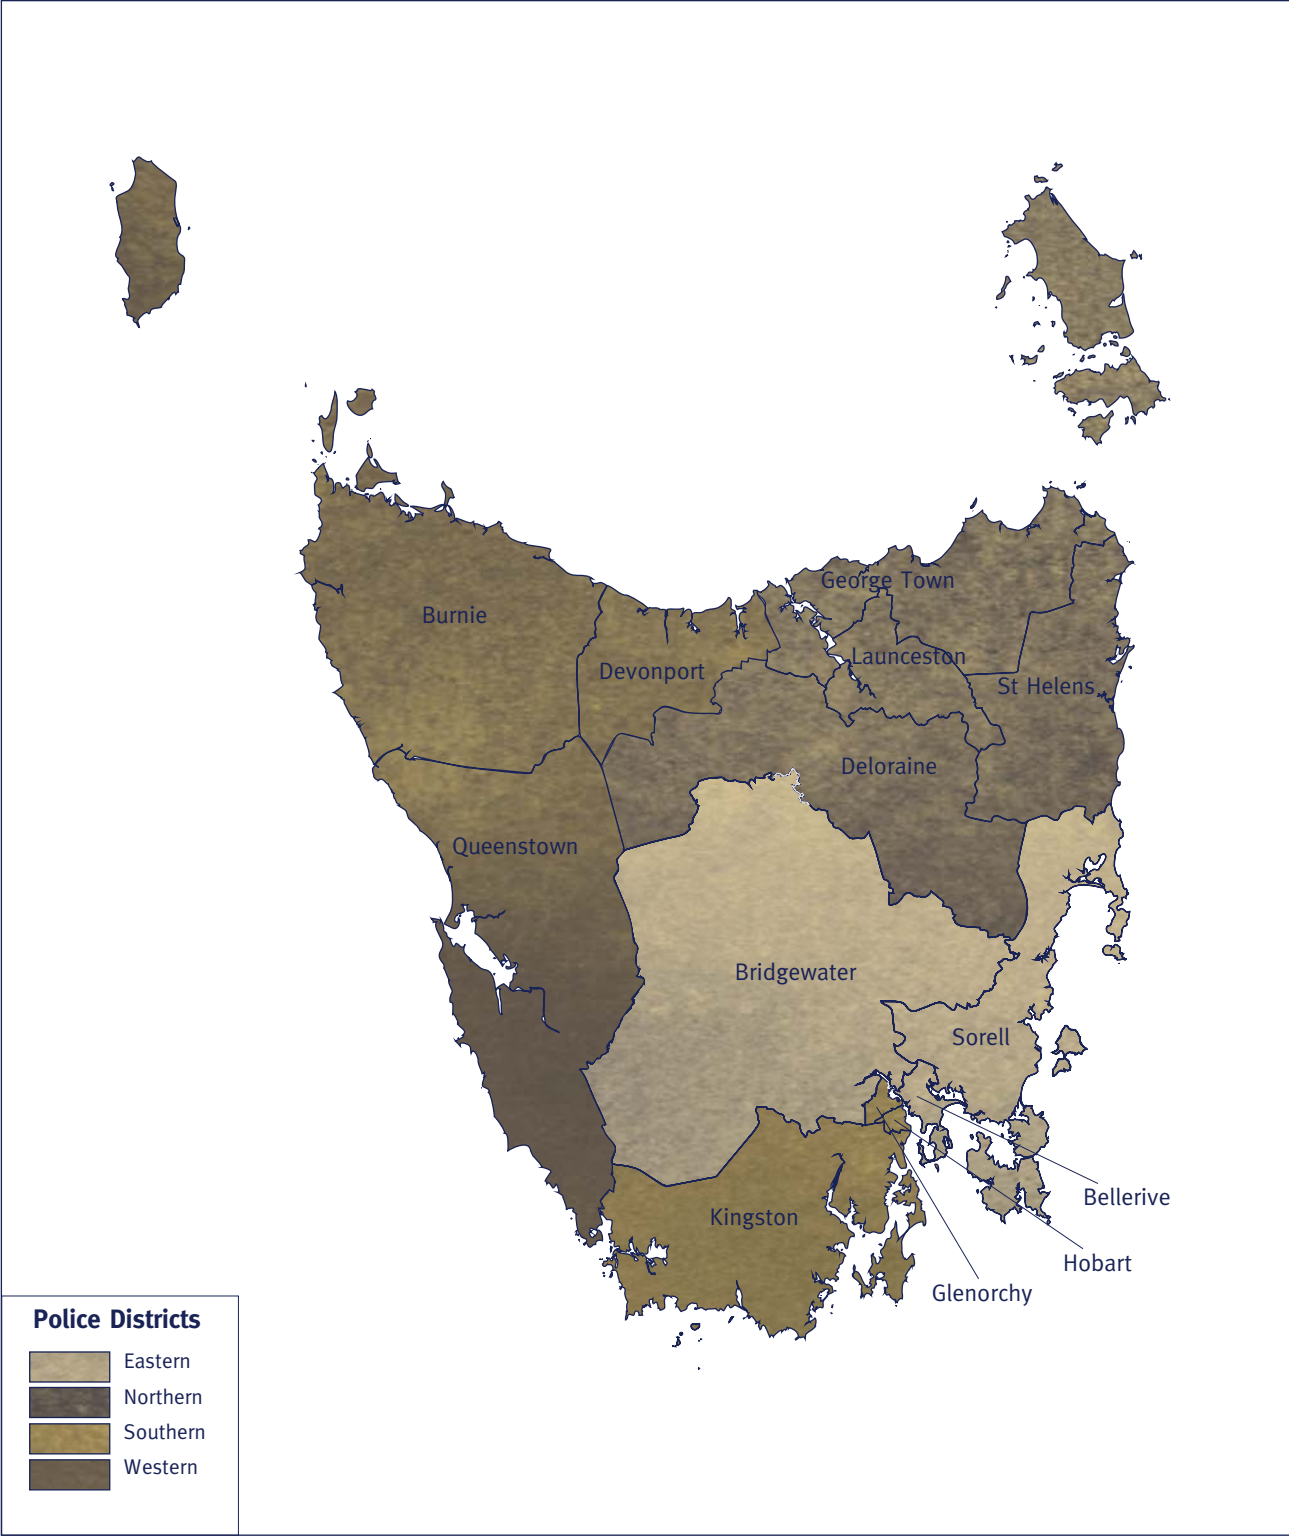 George Town
Burnie
Launceston
Devonport
St Helens
Deloraine
Queenstown
Bridgewater
Sorell
Bellerive
Kingston
Hobart
Glenorchy
Police Districts
Eastern
Northern
Southern
Western